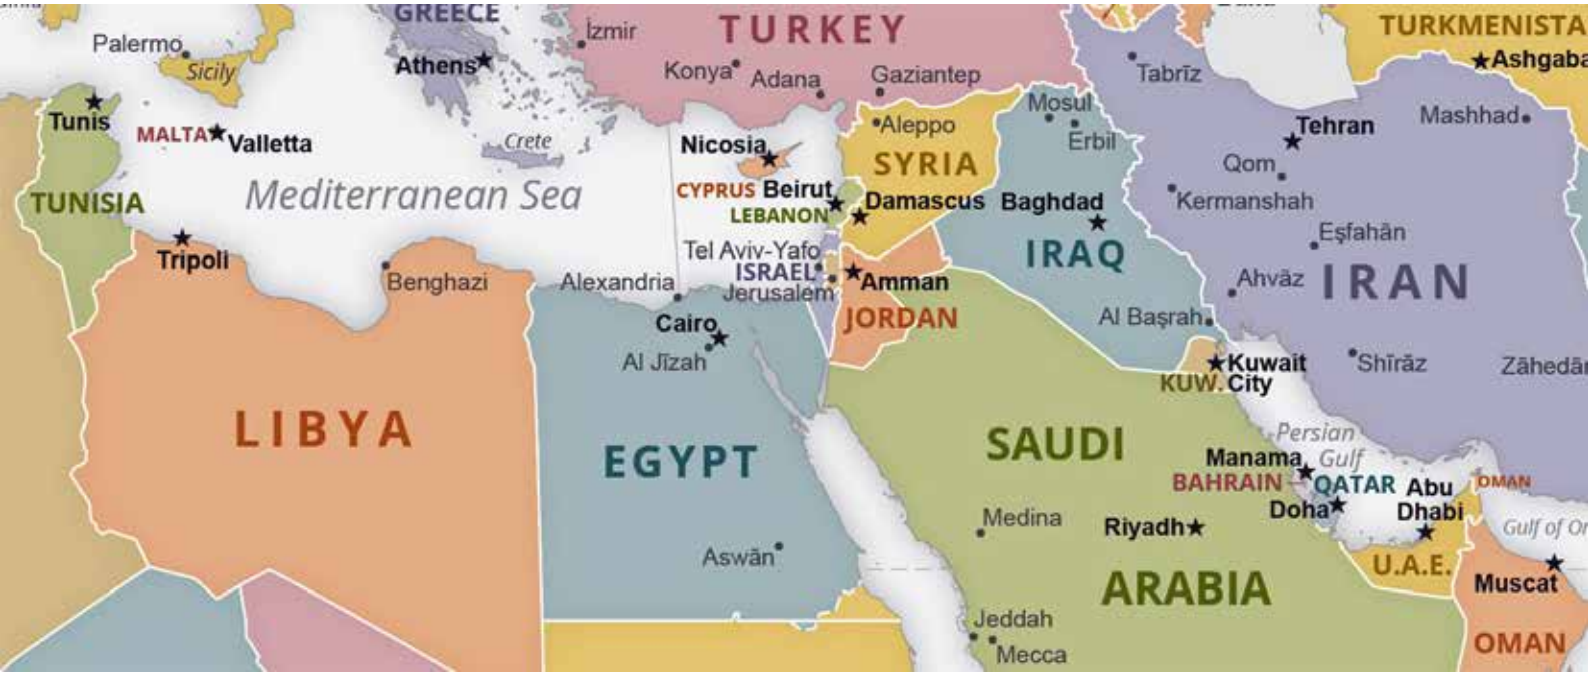 GREECE
TURKEY
TURKMENISTA
Palermo
Sicily
Athens
İzmir
Konya
Adana
Gaziantep
Tabrīz
Ashgaba
Tunis
MALTA
Valletta
Crete
Nicosia
Aleppo
Mosul
Erbil
Tehran
Mashhad
Qom
SYRIA
TUNISIA
Mediterranean Sea
CYPRUS
Beirut
LEBANON
Damascus
Baghdad
Kermanshah
Eşfahān
Tripoli
Benghazi
Alexandria
Tel Aviv-Yafo
ISRAEL
Jerusalem
Amman
IRAQ
Ahvāz
IRAN
JORDAN
Al Başrah
Cairo
Al Jīzah
Kuwait
City
KUW.
Shīrāz
Zāhedān
LIBYA
EGYPT
SAUDI
ARABIA
Persian
Gulf
Manama
BAHRAIN
QATAR
Doha
Abu
Dhabi
OMAN
Medina
Riyadh
Gulf of Or
Aswān
U.A.E.
Muscat
Jeddah
Mecca
OMAN